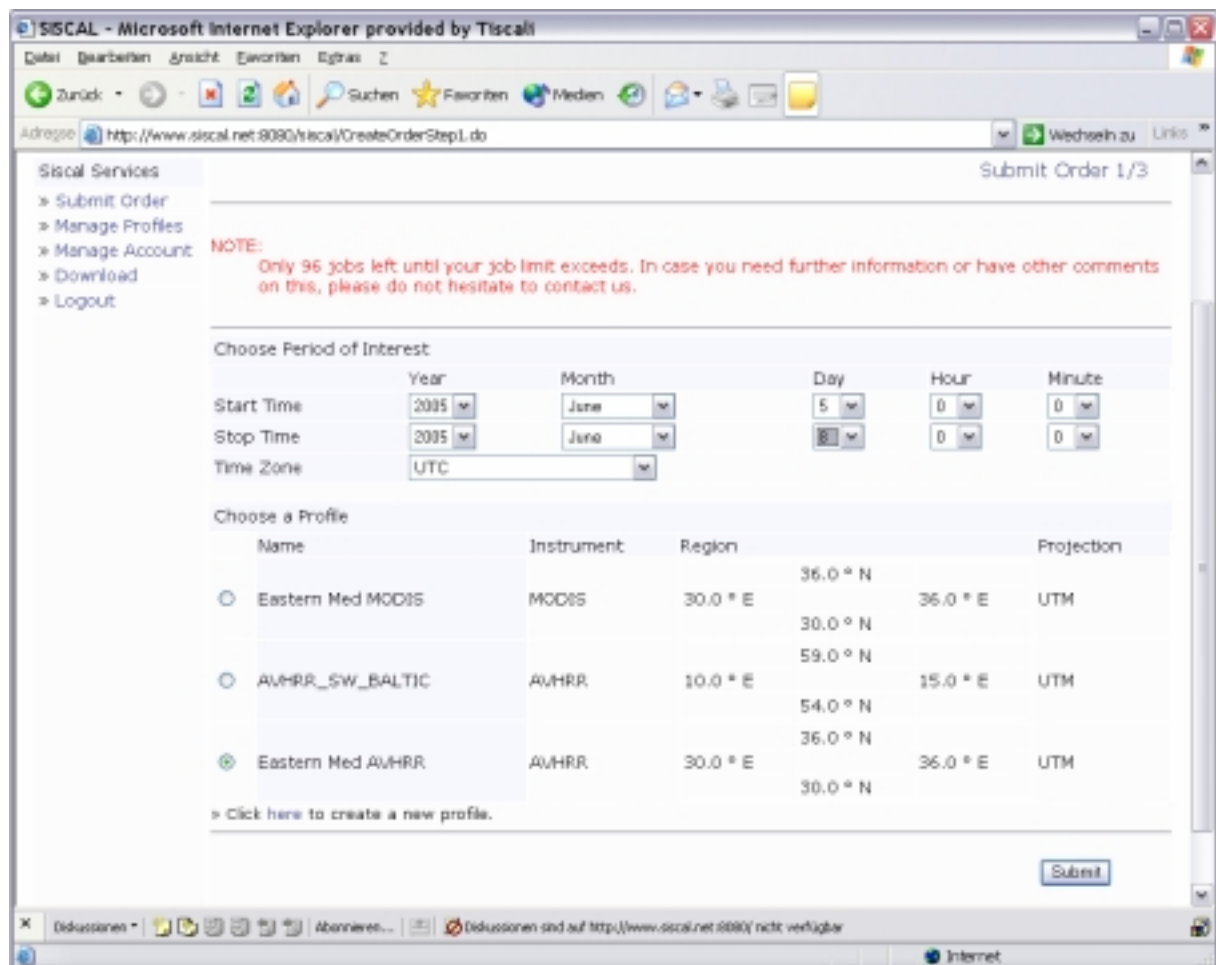 SISCAL - Microsoft Internet Explorer provided by Tiscali
Datei Bearbeiten Ansicht Favoriten Extras ?
Zurück Suchen Favoriten Medien
Adresse http://www.siscal.net:8080/siscal/CreateOrderStep1.do Wechseln zu Links »
Siscal Services
» Submit Order
» Manage Profiles
» Manage Account
» Download
» Logout
Submit Order 1/3
NOTE:
Only 96 jobs left until your job limit exceeds. In case you need further information or have other comments
on this, please do not hesitate to contact us.
Choose Period of Interest
Year Month Day Hour Minute
Start Time 2005 June 5 0 0
Stop Time 2005 June 8 0 0
Time Zone UTC
Choose a Profile
Name Instrument Region Projection
36.0 ° N
Eastern Med MODIS MODIS 30.0 ° E 36.0 ° E UTM
30.0 ° N
59.0 ° N
AVHRR_SW_BALTIC AVHRR 10.0 ° E 15.0 ° E UTM
54.0 ° N
36.0 ° N
Eastern Med AVHRR AVHRR 30.0 ° E 36.0 ° E UTM
30.0 ° N
» Click here to create a new profile.
Submit
Diskussionen Abonnieren... Diskussionen sind auf http://www.siscal.net:8080/ nicht verfügbar
Internet